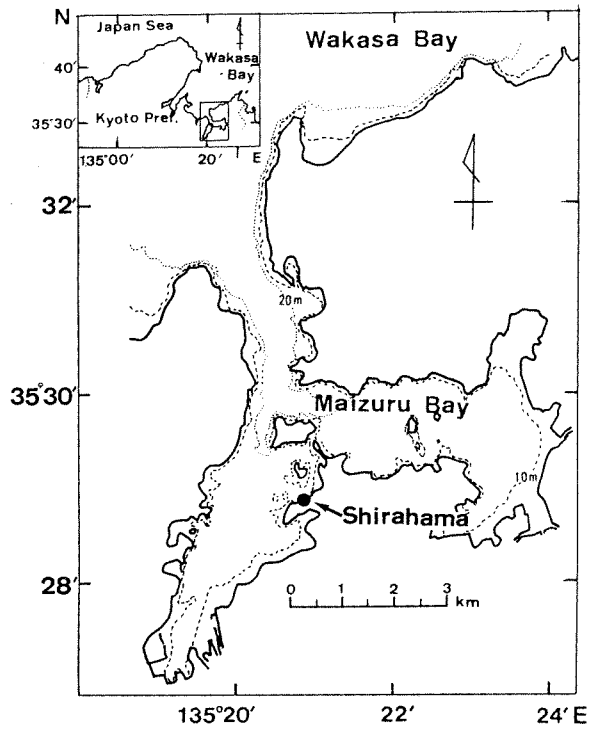 N
Japan Sea
Wakasa Bay
Wakasa
Bay
40′
35°30′
Kyoto Pref.
135°00′
20′
E
32′
20m
35°30′
Maizuru Bay
10m
Shirahama
28′
0 1 2 3
km
135°20′
22′
24′E